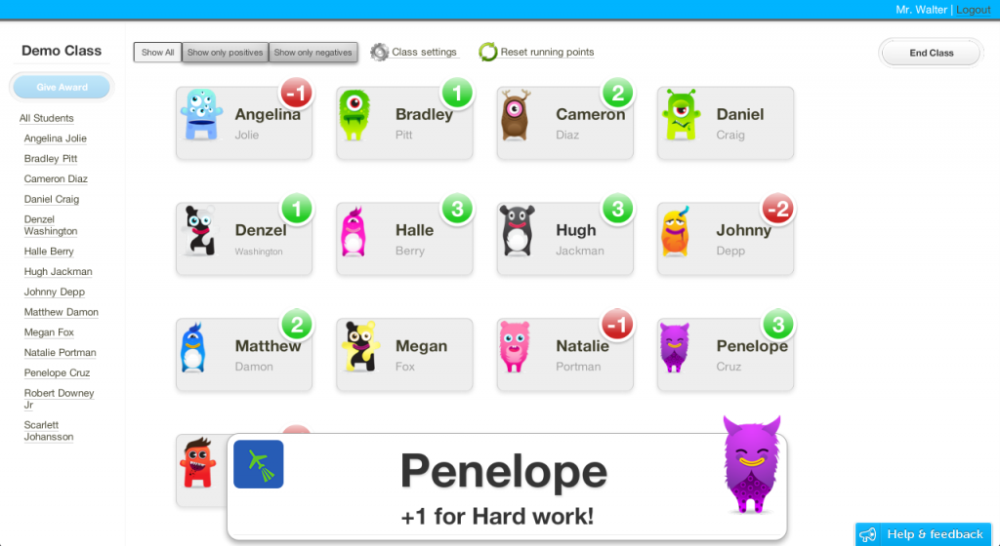 Mr. Walter | Logout
Demo Class
Show All
Show only positives
Show only negatives
Class settings
Reset running points
End Class
Give Award
All Students
Angelina Jolie
Bradley Pitt
Cameron Diaz
Daniel Craig
Denzel
Washington
Halle Berry
Hugh Jackman
Johnny Depp
Matthew Damon
Megan Fox
Natalie Portman
Penelope Cruz
Robert Downey
Jr
Scarlett
Johansson
-1
Angelina
Jolie
1
Bradley
Pitt
2
Cameron
Diaz
Daniel
Craig
1
Denzel
Washington
3
Halle
Berry
3
Hugh
Jackman
-2
Johnny
Depp
2
Matthew
Damon
Megan
Fox
-1
Natalie
Portman
3
Penelope
Cruz
Penelope
+1 for Hard work!
Help & feedback